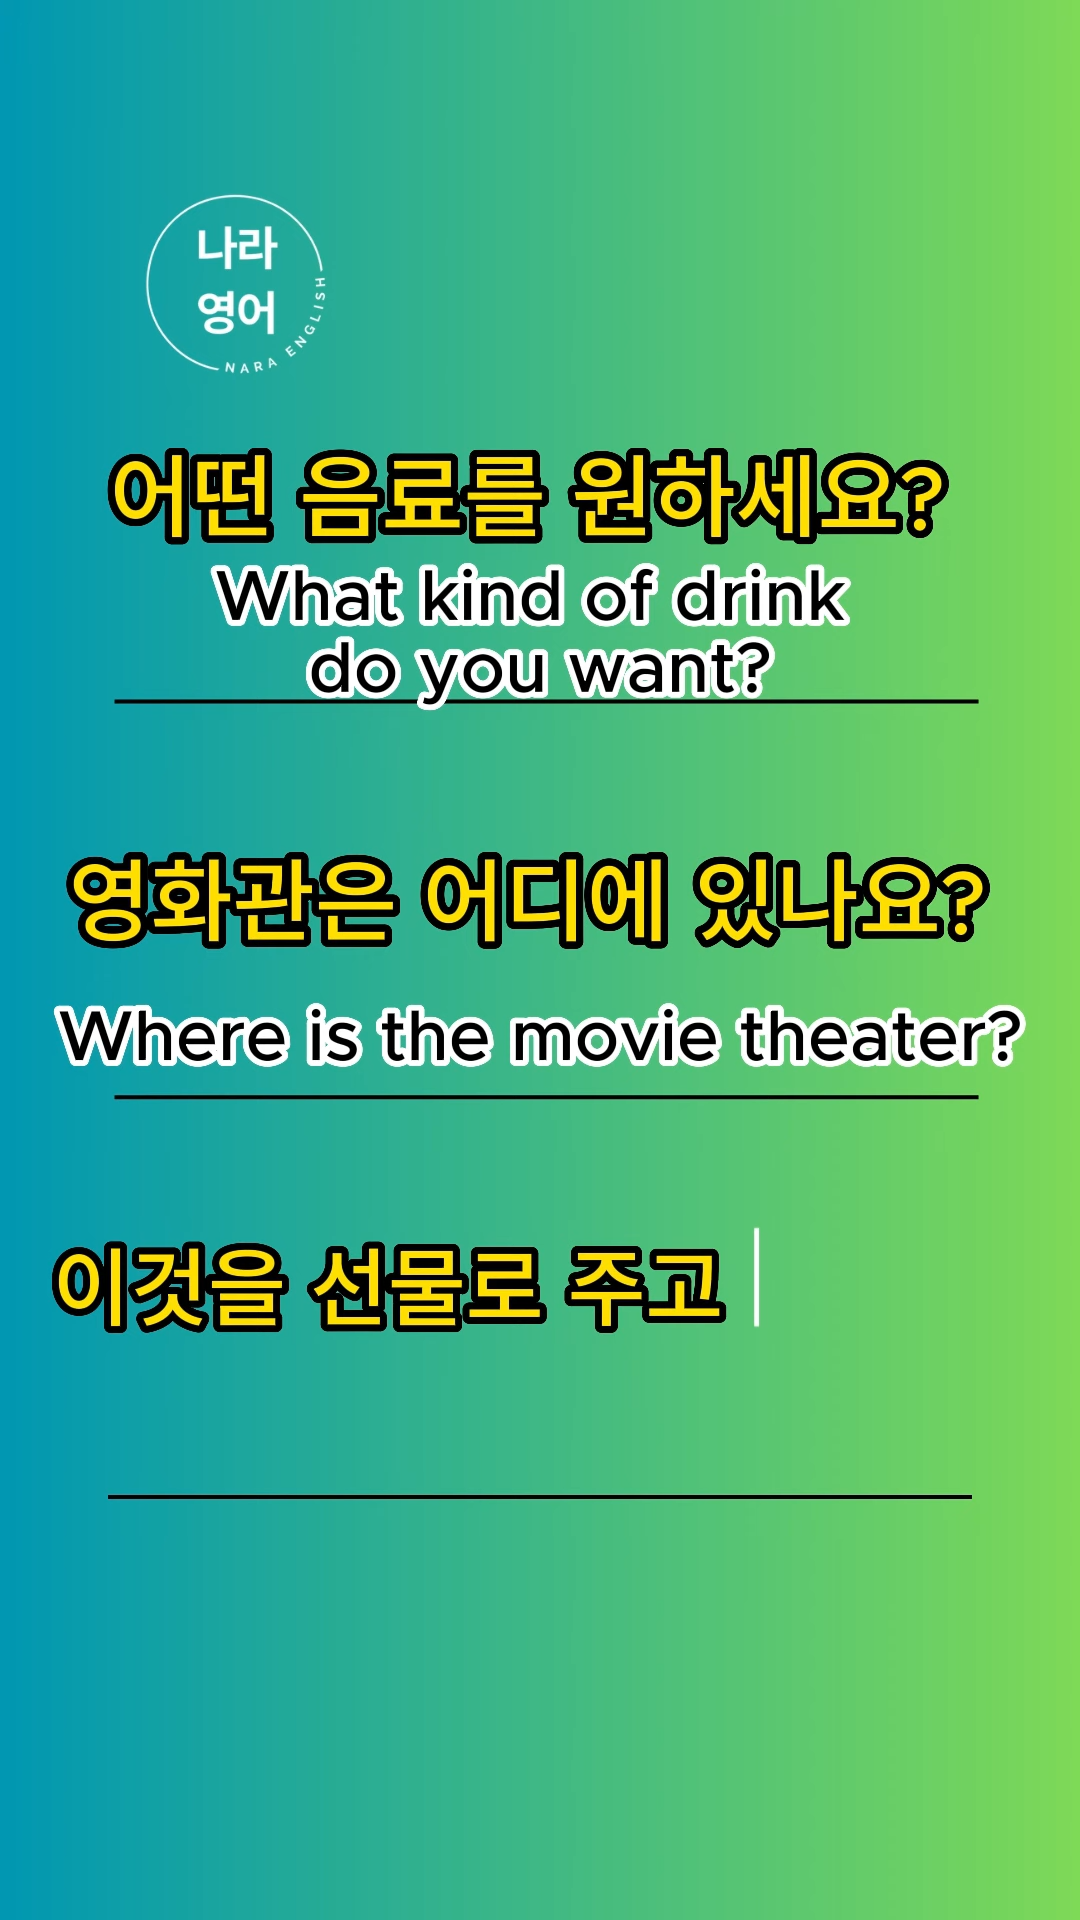 나라
영어
NARA ENGLISH
어떤 음료를 원하세요?
What kind of drink
do you want?
영화관은 어디에 있나요?
Where is the movie theater?
이것을 선물로 주고